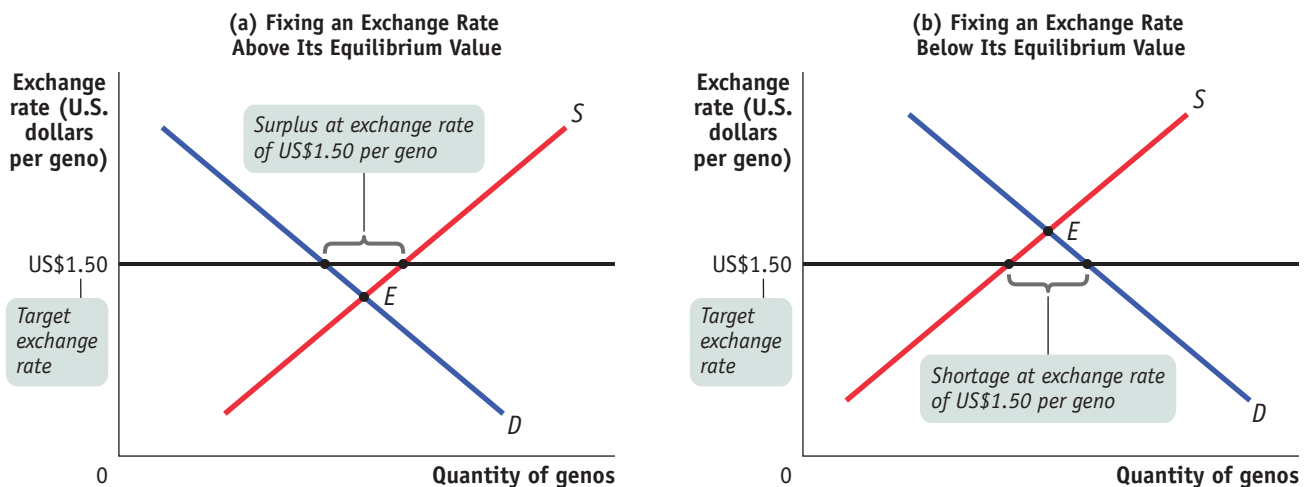 (a) Fixing an Exchange Rate
Above Its Equilibrium Value
Exchange
rate (U.S.
dollars
per geno)
Surplus at exchange rate
of US$1.50 per geno
S
US$1.50
E
Target
exchange
rate
D
0
Quantity of genos
(b) Fixing an Exchange Rate
Below Its Equilibrium Value
Exchange
rate (U.S.
dollars
per geno)
S
E
US$1.50
Target
exchange
rate
Shortage at exchange rate
of US$1.50 per geno
D
0
Quantity of genos